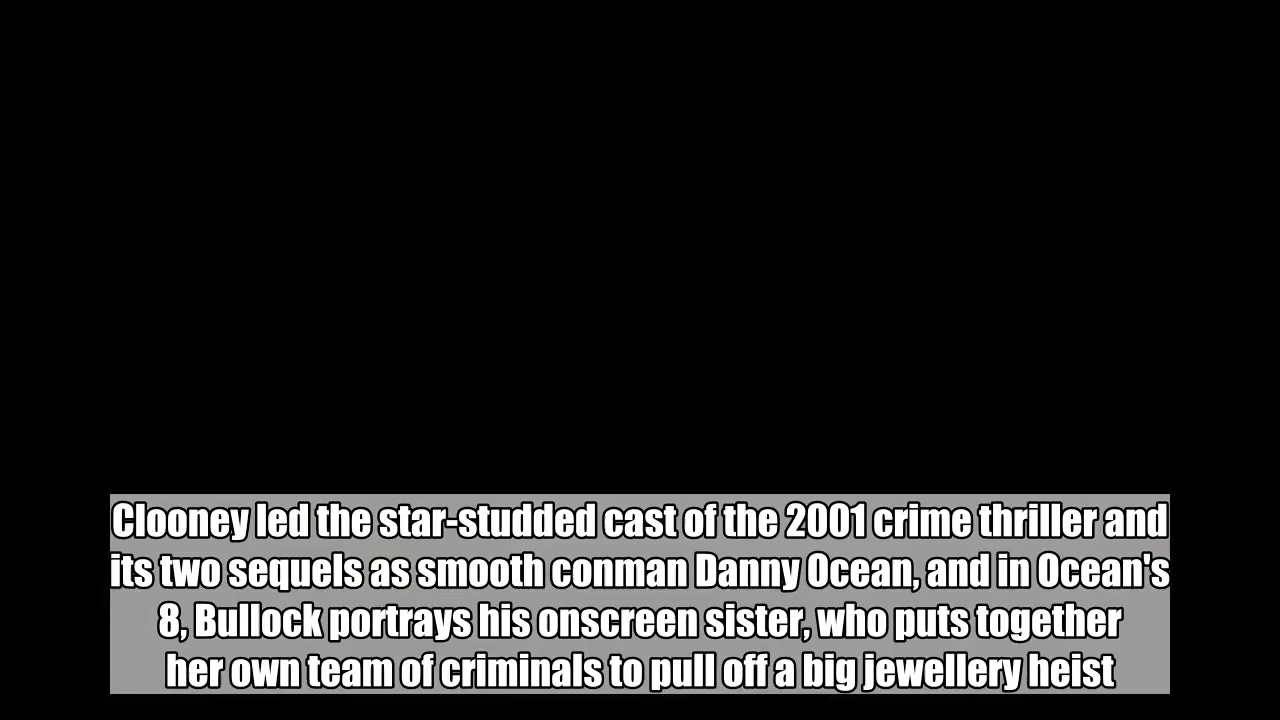 Clooney led the star-studded cast of the 2001 crime thriller and
its two sequels as smooth conman Danny Ocean, and in Ocean's
8, Bullock portrays his onscreen sister, who puts together
her own team of criminals to pull off a big jewellery heist